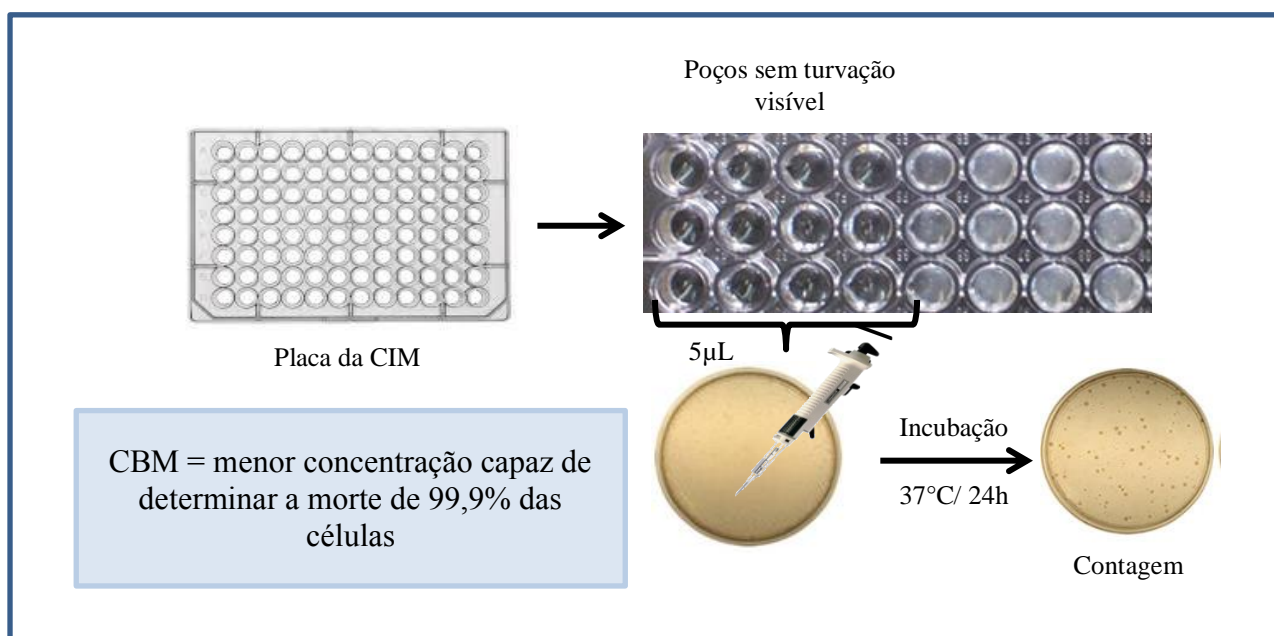 Poços sem turvação
visível
Placa da CIM
5µL
Incubação
37°C/ 24h
Contagem
CBM = menor concentração capaz de
determinar a morte de 99,9% das
células